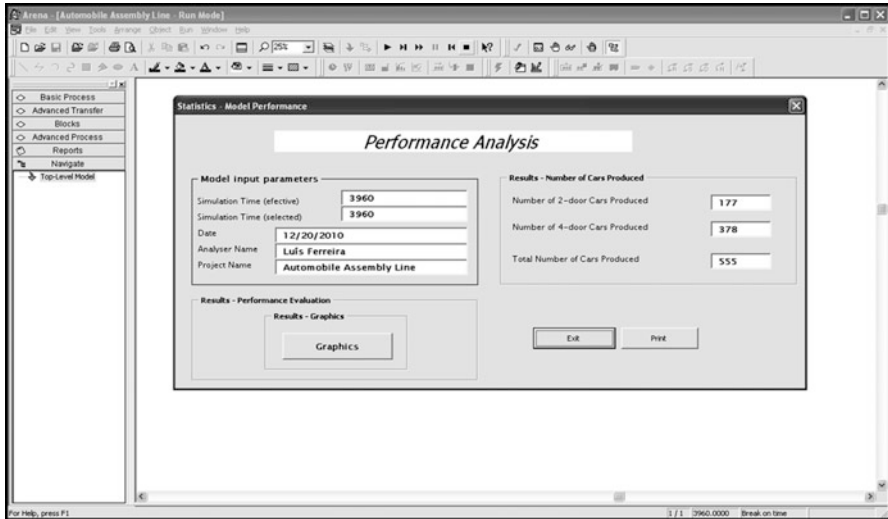 Arena - [Automobile Assembly Line - Run Mode]
File Edit View Tools Arrange Object Run Window Help
25%
Basic Process
Advanced Transfer
Blocks
Advanced Process
Reports
Navigate
Top-Level Model
Statistics - Model Performance
Performance Analysis
Model input parameters
Simulation Time (efective) 3960
Simulation Time (selected) 3960
Date 12/20/2010
Analyser Name Luís Ferreira
Project Name Automobile Assembly Line
Results - Number of Cars Produced
Number of 2-door Cars Produced 177
Number of 4-door Cars Produced 378
Total Number of Cars Produced 555
Results - Performance Evaluation
Results - Graphics
Graphics
Exit Print
For Help, press F1
1 / 1 3960.0000 Break on time